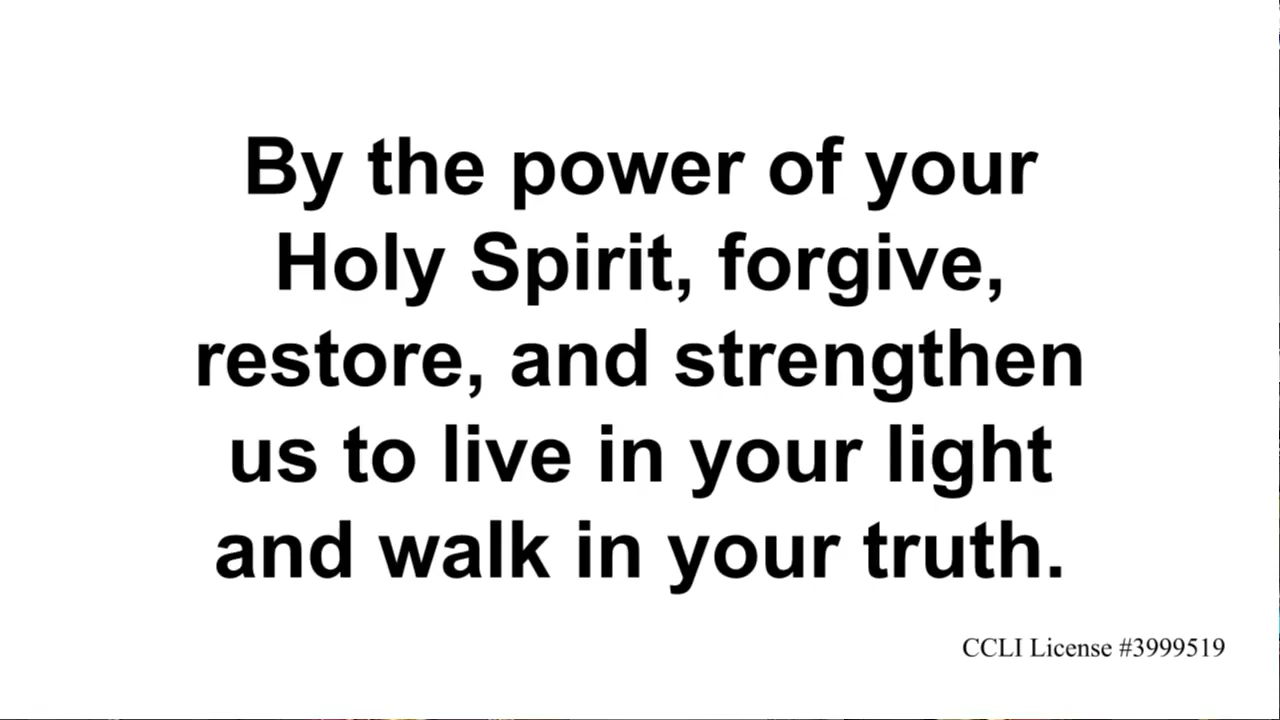 By the power of your
Holy Spirit, forgive,
restore, and strengthen
us to live in your light
and walk in your truth.
CCLI License #3999519